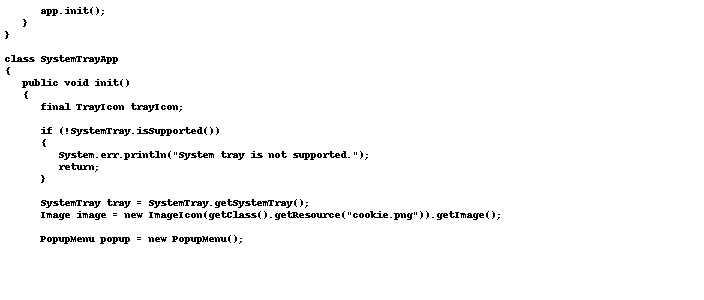 app.init();
}
}
class SystemTrayApp
{
public void init()
{
final TrayIcon trayIcon;
if (!SystemTray.isSupported())
{
System.err.println("System tray is not supported.");
return;
}
SystemTray tray = SystemTray.getSystemTray();
Image image = new ImageIcon(getClass().getResource("cookie.png")).getImage();
PopupMenu popup = new PopupMenu();